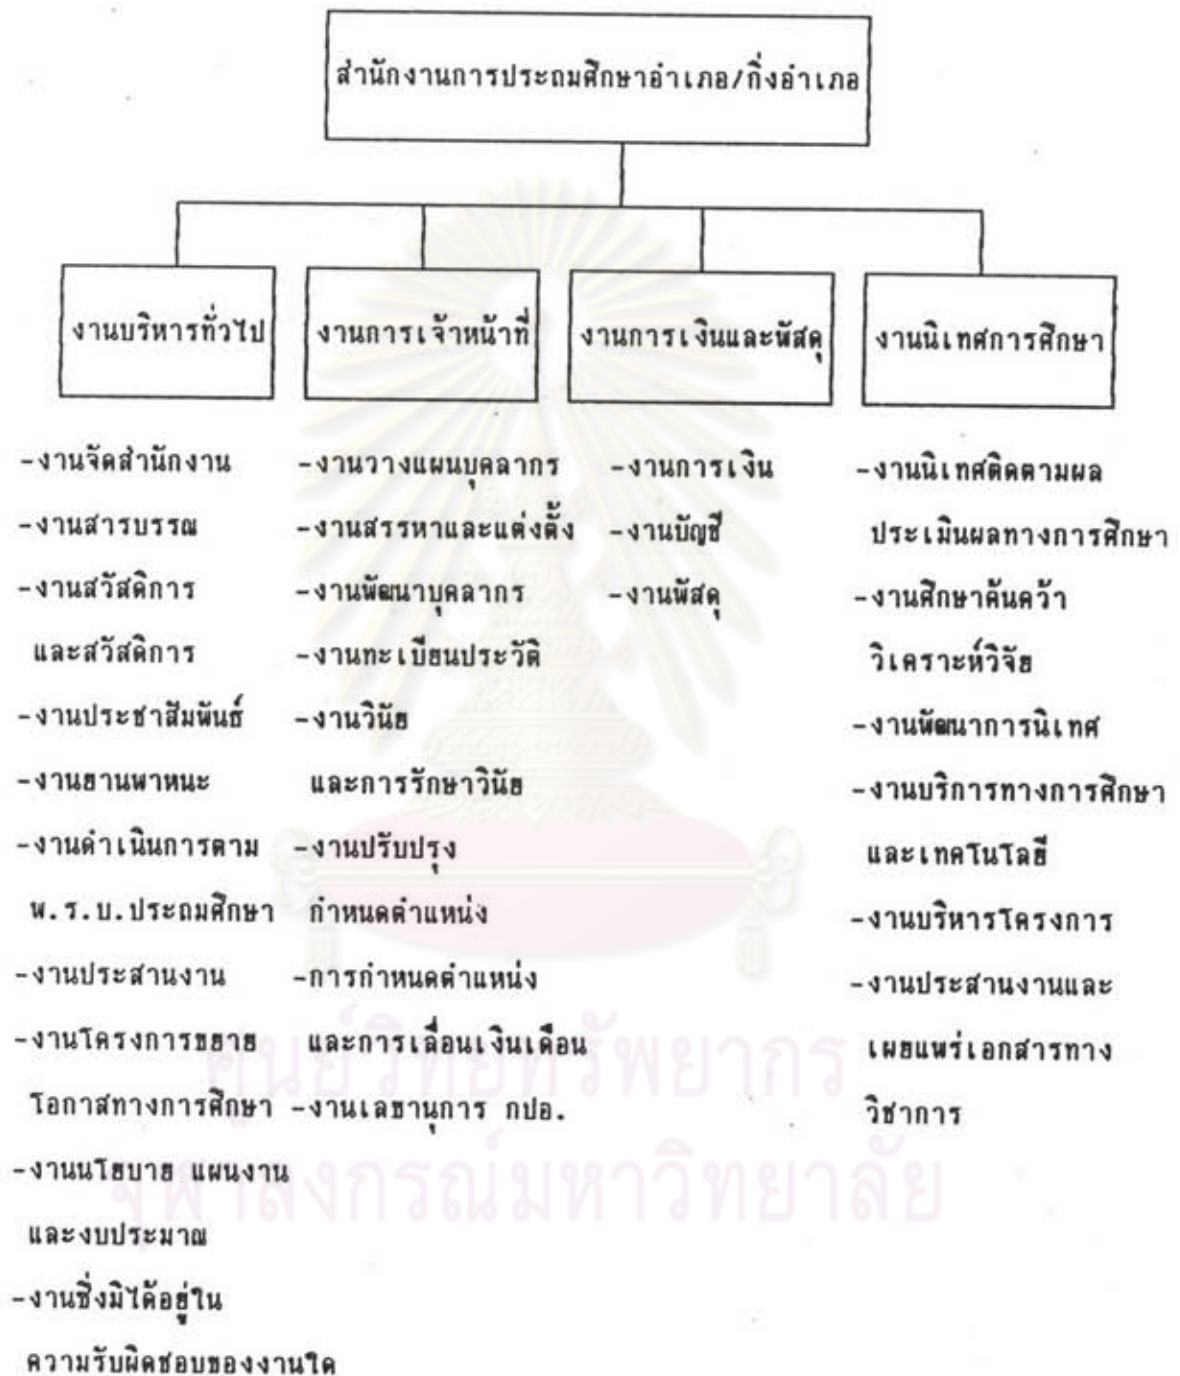 สำนักงานการประถมศึกษาอำเภอ/กิ่งอำเภอ
งานบริหารทั่วไป
งานการเจ้าหน้าที่
งานการเงินและพัสดุ
งานนิเทศการศึกษา
-งานจัดสำนักงาน
-งานสารบรรณ
-งานสวัสดิการ
และสวัสดิการ
-งานประชาสัมพันธ์
-งานยานพาหนะ
-งานดำเนินการตาม
พ.ร.บ.ประถมศึกษา
-งานประสานงาน
-งานโครงการขยาย
โอกาสทางการศึกษา
-งานนโยบาย แผนงาน
และงบประมาณ
-งานซึ่งมิได้อยู่ใน
ความรับผิดชอบของงานใด
-งานวางแผนบุคลากร
-งานสรรหาและแต่งตั้ง
-งานพัฒนาบุคลากร
-งานทะเบียนประวัติ
-งานวินัย
และการรักษาวินัย
-งานปรับปรุง
กำหนดตำแหน่ง
-การกำหนดตำแหน่ง
และการเลื่อนเงินเดือน
-งานเลขานุการ กปอ.
-งานการเงิน
-งานบัญชี
-งานพัสดุ
-งานนิเทศติดตามผล
ประเมินผลทางการศึกษา
-งานศึกษาค้นคว้า
วิเคราะห์วิจัย
-งานพัฒนาการนิเทศ
-งานบริการทางการศึกษา
และเทคโนโลยี
-งานบริหารโครงการ
-งานประสานงานและ
เผยแพร่เอกสารทาง
วิชาการ
ศูนย์วิทยทรัพยากร
จุฬาลงกรณ์มหาวิทยาลัย